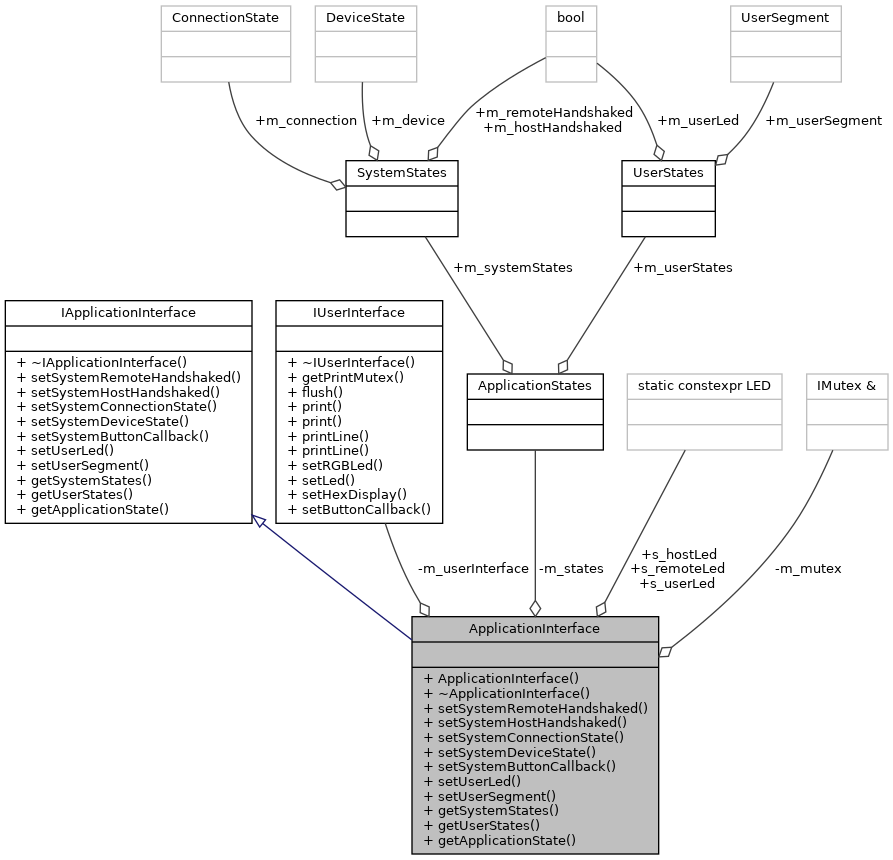 ConnectionState
DeviceState
bool
UserSegment
+m_connection
+m_device
+m_remoteHandshaked
+m_hostHandshaked
+m_userLed
+m_userSegment
SystemStates
UserStates
+m_systemStates
+m_userStates
IApplicationInterface
+ ~IApplicationInterface()
+ setSystemRemoteHandshaked()
+ setSystemHostHandshaked()
+ setSystemConnectionState()
+ setSystemDeviceState()
+ setSystemButtonCallback()
+ setUserLed()
+ setUserSegment()
+ getSystemStates()
+ getUserStates()
+ getApplicationState()
IUserInterface
+ ~IUserInterface()
+ getPrintMutex()
+ flush()
+ print()
+ print()
+ printLine()
+ printLine()
+ setRGBLed()
+ setLed()
+ setHexDisplay()
+ setButtonCallback()
ApplicationStates
static constexpr LED
IMutex &
-m_userInterface
-m_states
+s_hostLed
+s_remoteLed
+s_userLed
-m_mutex
ApplicationInterface
+ ApplicationInterface()
+ ~ApplicationInterface()
+ setSystemRemoteHandshaked()
+ setSystemHostHandshaked()
+ setSystemConnectionState()
+ setSystemDeviceState()
+ setSystemButtonCallback()
+ setUserLed()
+ setUserSegment()
+ getSystemStates()
+ getUserStates()
+ getApplicationState()